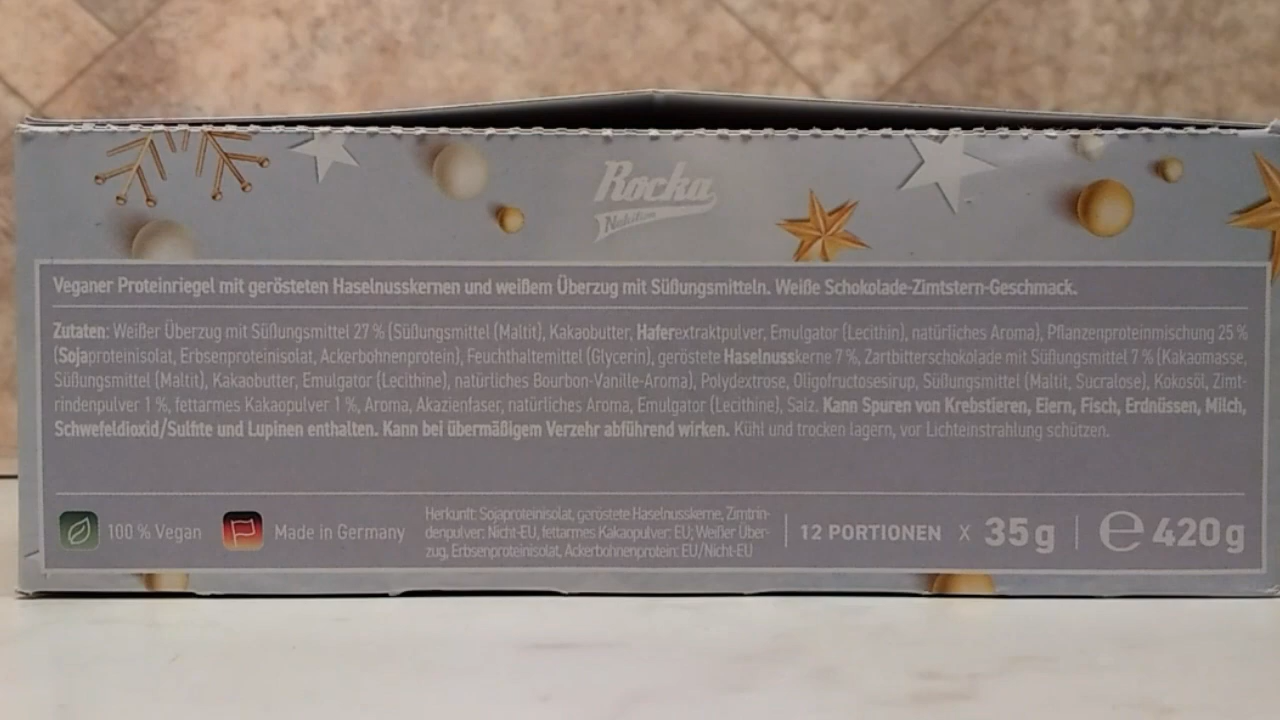 Rocka
Nutrition
Veganer Proteinriegel mit gerösteten Haselnusskernen und weißem Überzug mit Süßungsmitteln. Weiße Schokolade-Zimtstern-Geschmack.
Zutaten: Weißer Überzug mit Süßungsmittel 27 % (Süßungsmittel (Maltit), Kakaobutter, Haferextraktpulver, Emulgator (Lecithin), natürliches Aroma), Pflanzenproteinmischung 25 %
(Sojaproteinisolat, Erbsenproteinisolat, Ackerbohnenprotein), Feuchthaltemittel (Glycerin), geröstete Haselnusskerne 7 %, Zartbitterschokolade mit Süßungsmittel 7 % (Kakaomasse,
Süßungsmittel (Maltit), Kakaobutter, Emulgator (Lecithine), natürliches Bourbon-Vanille-Aroma), Polydextrose, Oligofructosesirup, Süßungsmittel (Maltit, Sucralose), Kokosöl, Zimt-
rindenpulver 1 %, fettarmes Kakaopulver 1 %, Aroma, Akazienfaser, natürliches Aroma, Emulgator (Lecithine), Salz. Kann Spuren von Krebstieren, Eiern, Fisch, Erdnüssen, Milch,
Schwefeldioxid/Sulfite und Lupinen enthalten. Kann bei übermäßigem Verzehr abführend wirken. Kühl und trocken lagern, vor Lichteinstrahlung schützen.
100 % Vegan
Made in Germany
Herkunft: Sojaproteinisolat, geröstete Haselnusskerne, Zimtrin-
denpulver: Nicht-EU, fettarmes Kakaopulver: EU; Weißer Über-
zug, Erbsenproteinisolat, Ackerbohnenprotein: EU/Nicht-EU
12 PORTIONEN x 35g | e 420g